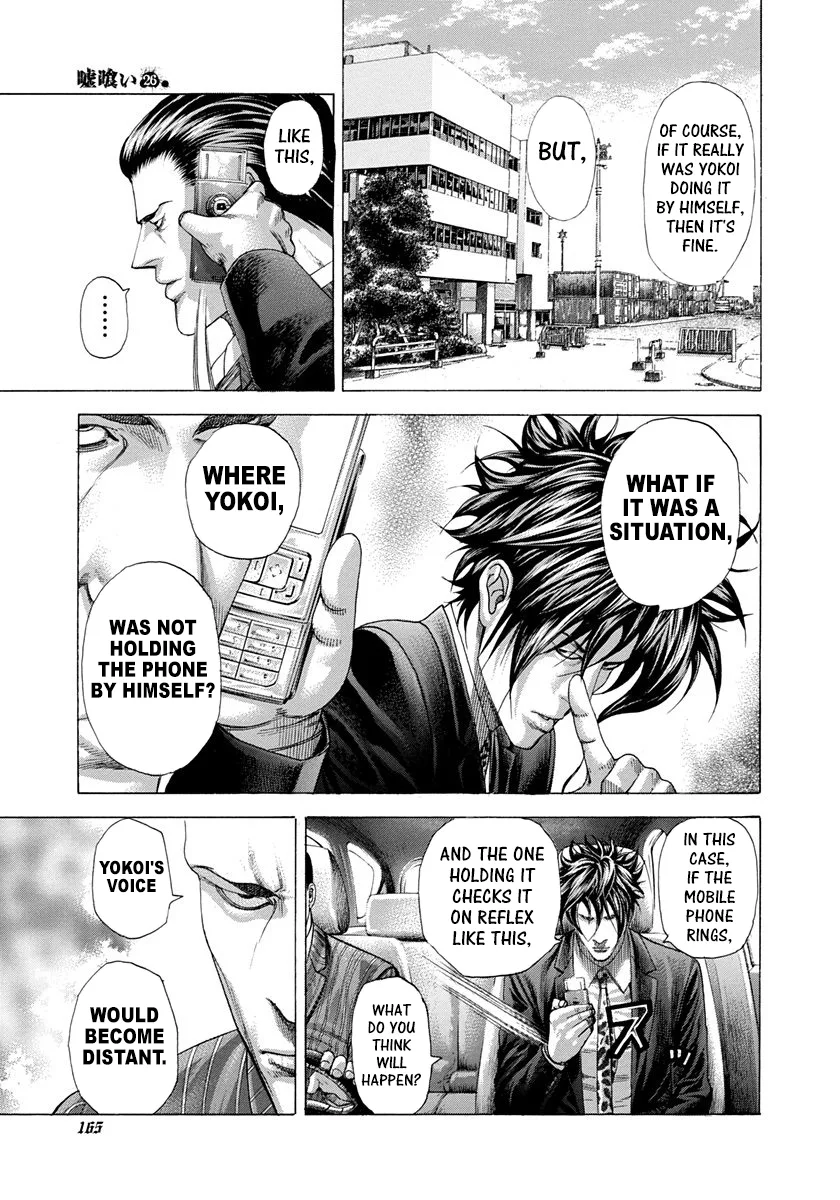 嘘喰い 26
OF COURSE,
IF IT REALLY
WAS YOKOI
DOING IT
BY HIMSELF,
THEN IT'S
FINE.
BUT,
LIKE
THIS,
WHAT IF
IT WAS A
SITUATION,
WHERE
YOKOI,
WAS NOT
HOLDING
THE PHONE
BY HIMSELF?
IN THIS
CASE,
IF THE
MOBILE
PHONE
RINGS,
AND THE ONE
HOLDING IT
CHECKS IT
ON REFLEX
LIKE THIS,
ス
WHAT
DO YOU
THINK
WILL
HAPPEN?
YOKOI'S
VOICE
WOULD
BECOME
DISTANT.
165